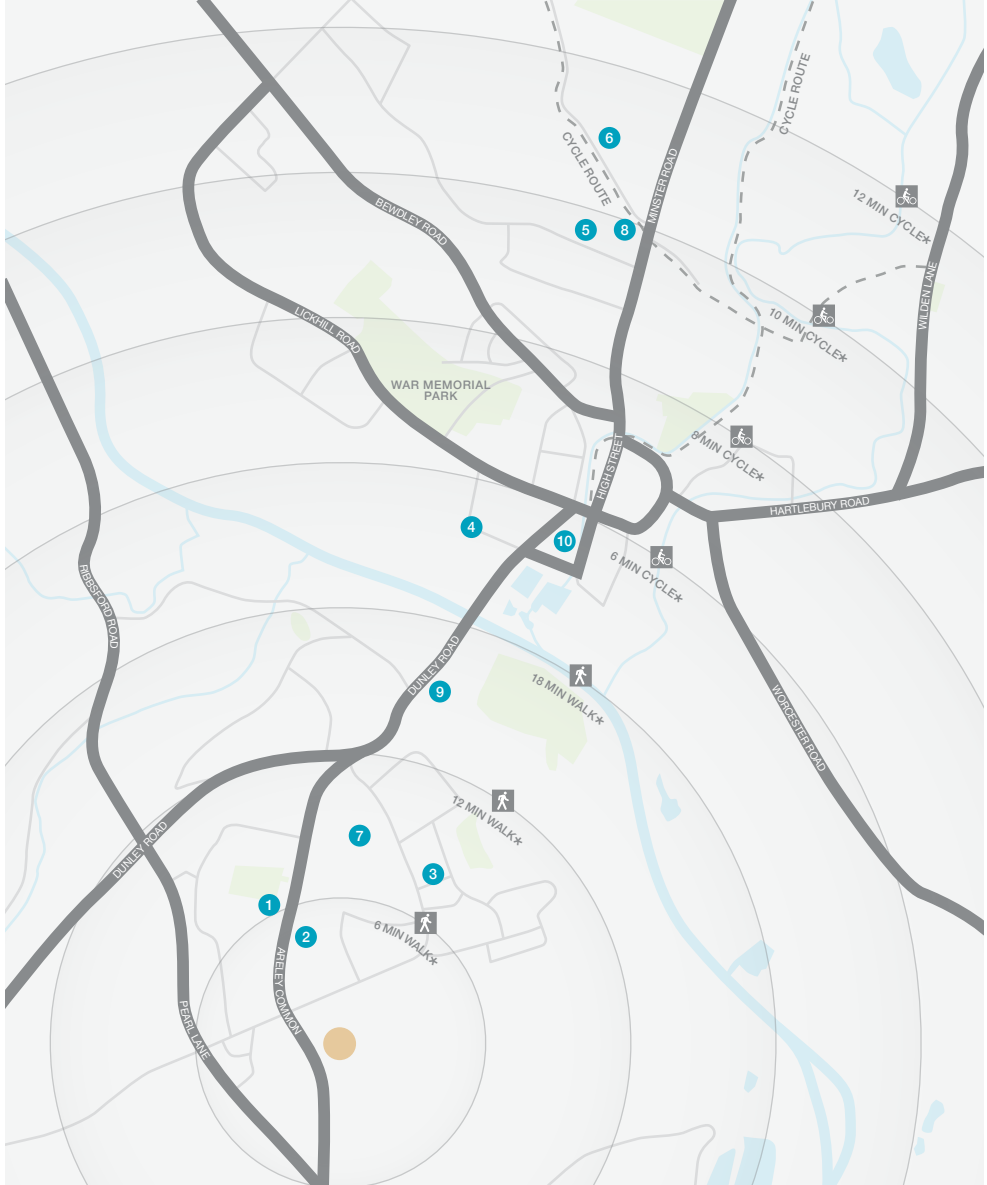 CYCLE ROUTE
6
CYCLE ROUTE
MINSTER ROAD
12 MIN CYCLE*
BEWDLEY ROAD
5
8
WILDEN LANE
LICKHILL ROAD
10 MIN CYCLE*
WAR MEMORIAL
PARK
8 MIN CYCLE*
HIGH STREET
HARTLEBURY ROAD
4
10
6 MIN CYCLE*
RIBBSFORD ROAD
DUNLEY ROAD
9
18 MIN WALK*
WORCESTER ROAD
12 MIN WALK*
7
DUNLEY ROAD
3
1
2
6 MIN WALK*
ARELEY COMMON
PEARL LANE